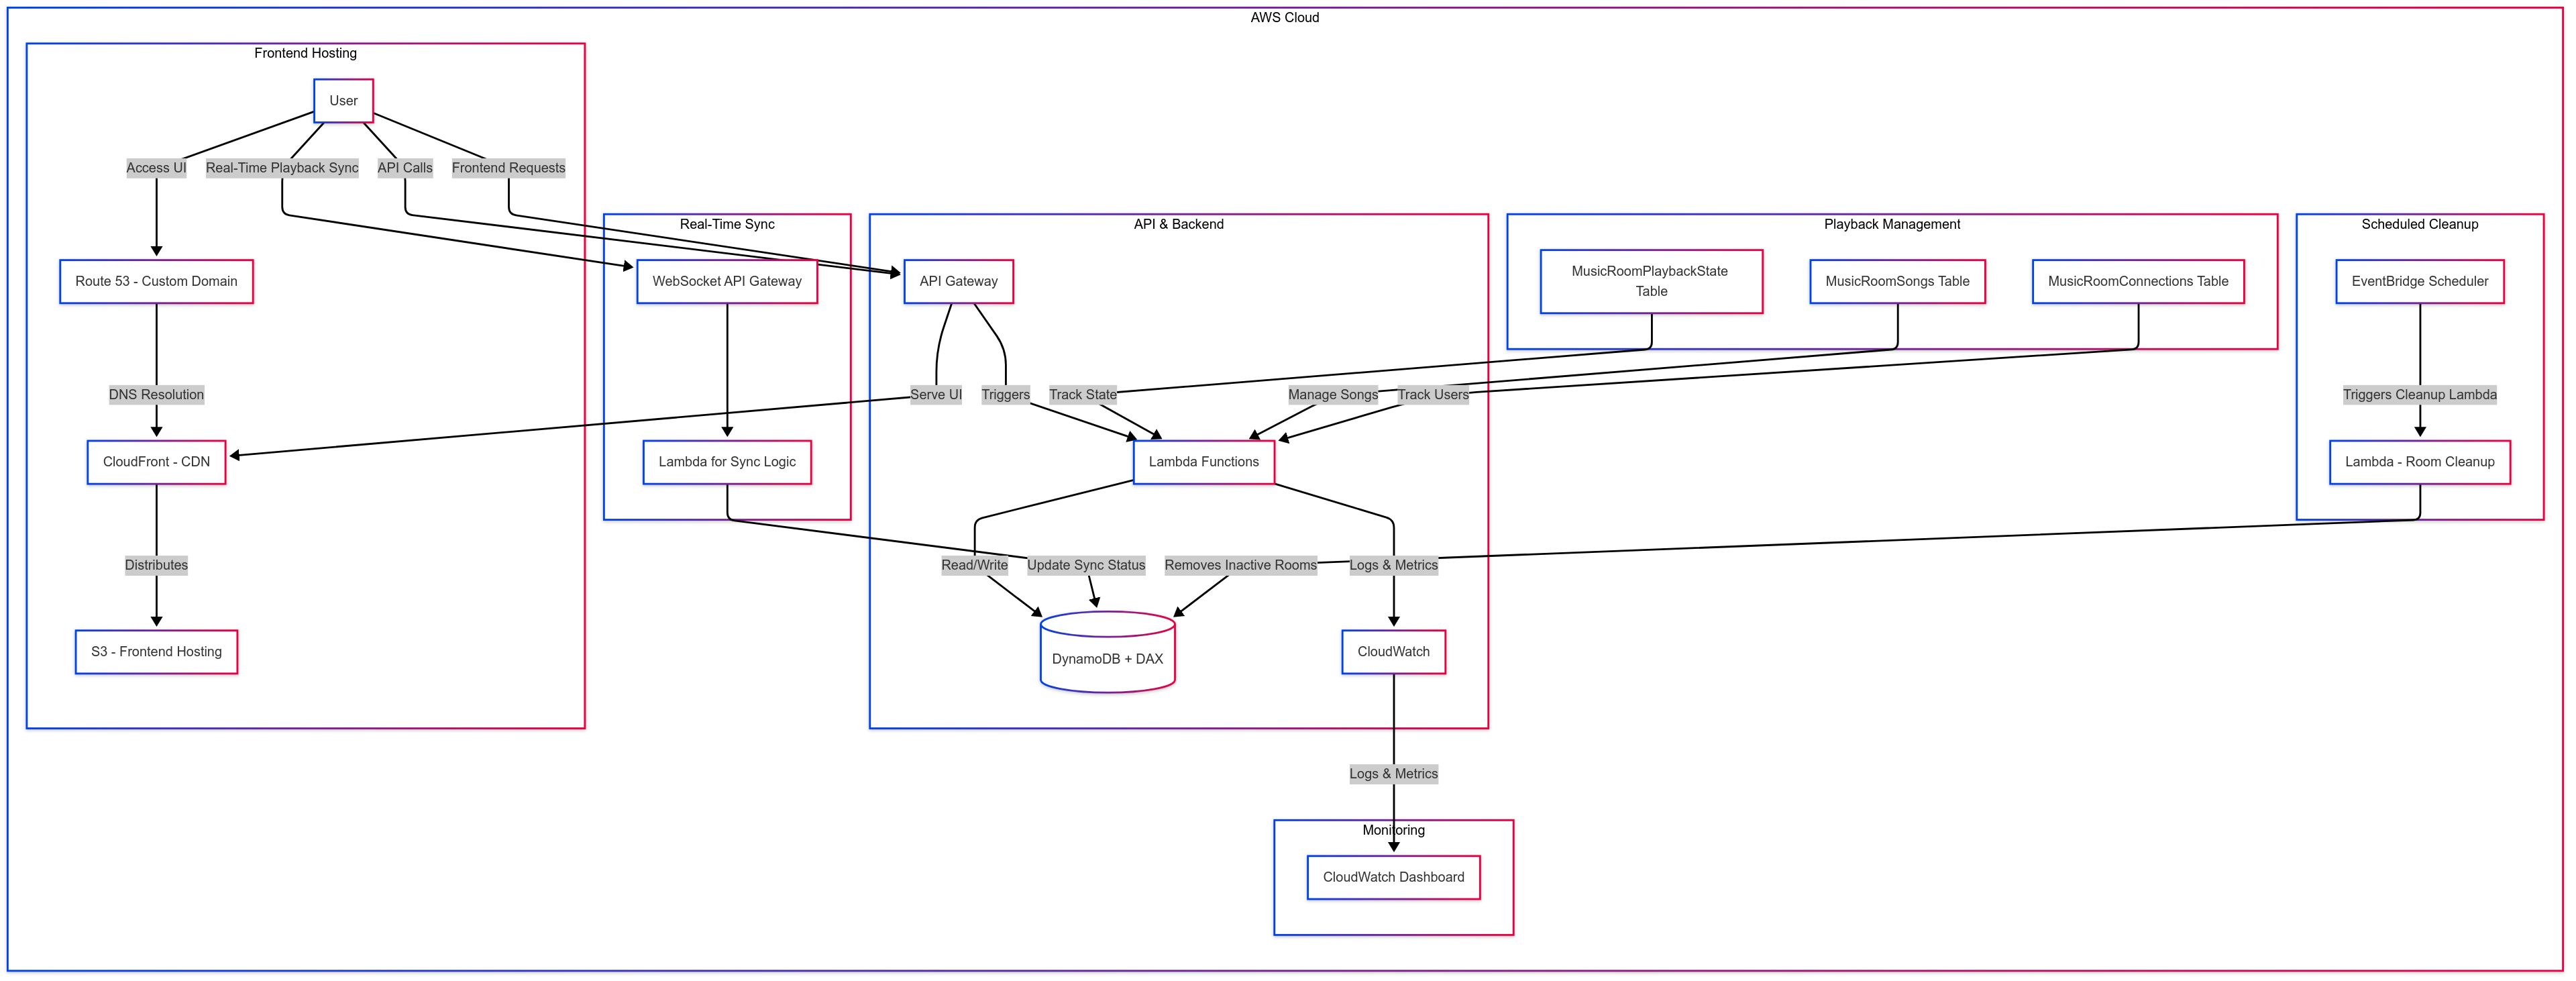 AWS Cloud
Frontend Hosting
User
Access UI
Real-Time Playback Sync
API Calls
Frontend Requests
Real-Time Sync
API & Backend
Playback Management
Scheduled Cleanup
Route 53 - Custom Domain
WebSocket API Gateway
API Gateway
MusicRoomPlaybackState
Table
MusicRoomSongs Table
MusicRoomConnections Table
EventBridge Scheduler
DNS Resolution
Serve UI
Triggers
Track State
Manage Songs
Track Users
Triggers Cleanup Lambda
CloudFront - CDN
Lambda for Sync Logic
Lambda Functions
Lambda - Room Cleanup
Distributes
Read/Write
Update Sync Status
Removes Inactive Rooms
Logs & Metrics
S3 - Frontend Hosting
DynamoDB + DAX
CloudWatch
Logs & Metrics
Monitoring
CloudWatch Dashboard